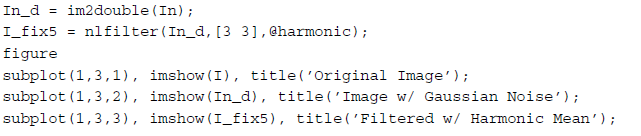 In_d = im2double(In);
I_fix5 = nlfilter(In_d,[3 3],@harmonic);
figure
subplot(1,3,1), imshow(I), title('Original Image');
subplot(1,3,2), imshow(In_d), title('Image w/ Gaussian Noise');
subplot(1,3,3), imshow(I_fix5), title('Filtered w/ Harmonic Mean');